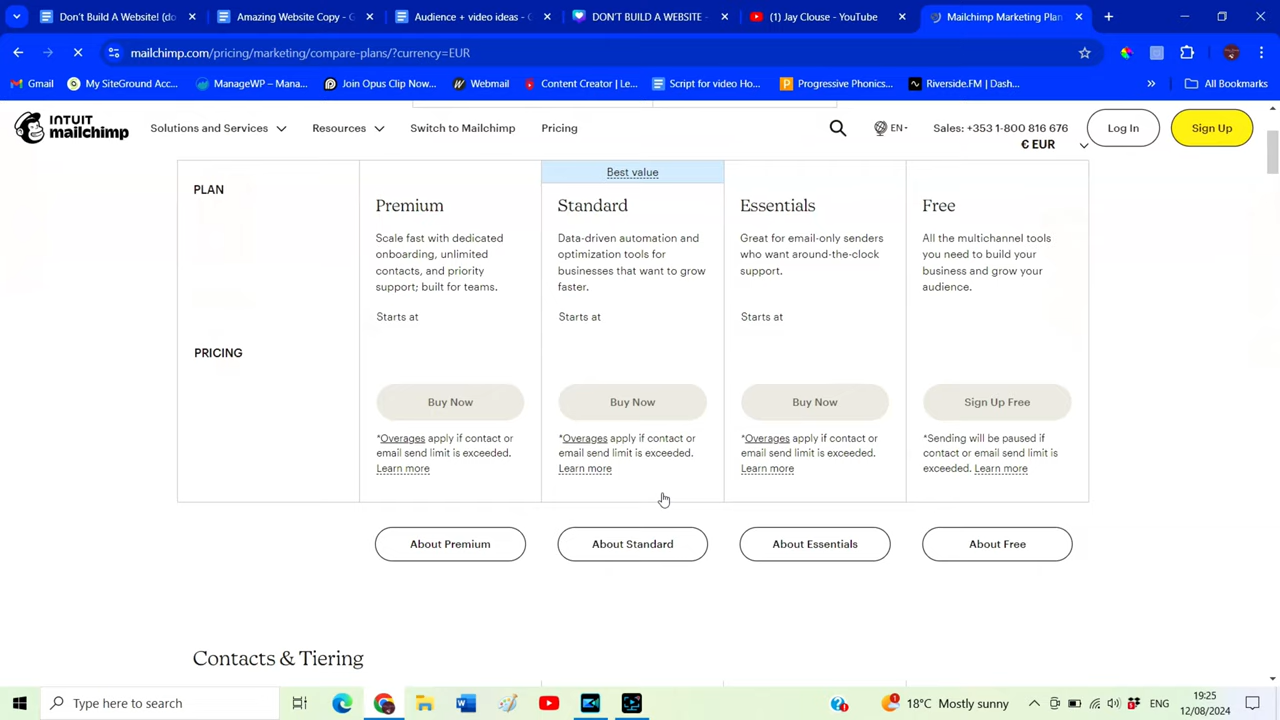 Don't Build A Website! (do
Amazing Website Copy - G
Audience + video ideas - G
DON'T BUILD A WEBSITE -
(1) Jay Clouse - YouTube
Mailchimp Marketing Plan
mailchimp.com/pricing/marketing/compare-plans/?currency=EUR
Gmail
My SiteGround Acc...
ManageWP – Mana...
Join Opus Clip Now...
Webmail
Content Creator | Le...
Script for video Ho...
Progressive Phonics...
Riverside.FM | Dash...
»
All Bookmarks
INTUIT
mailchimp
Solutions and Services
Resources
Switch to Mailchimp
Pricing
EN
Sales: +353 1-800 816 676
Log In
Sign Up
€ EUR
Best value
PLAN
Premium
Standard
Essentials
Free
Scale fast with dedicated
onboarding, unlimited
contacts, and priority
support; built for teams.
Data-driven automation and
optimization tools for
businesses that want to grow
faster.
Great for email-only senders
who want around-the-clock
support.
All the multichannel tools
you need to build your
business and grow your
audience.
Starts at
Starts at
Starts at
PRICING
Buy Now
Buy Now
Buy Now
Sign Up Free
*Overages apply if contact or
email send limit is exceeded.
Learn more
*Overages apply if contact or
email send limit is exceeded.
Learn more
*Overages apply if contact or
email send limit is exceeded.
Learn more
*Sending will be paused if
contact or email send limit is
exceeded. Learn more
About Premium
About Standard
About Essentials
About Free
Contacts & Tiering
Type here to search
18°C Mostly sunny
ENG
19:25
12/08/2024